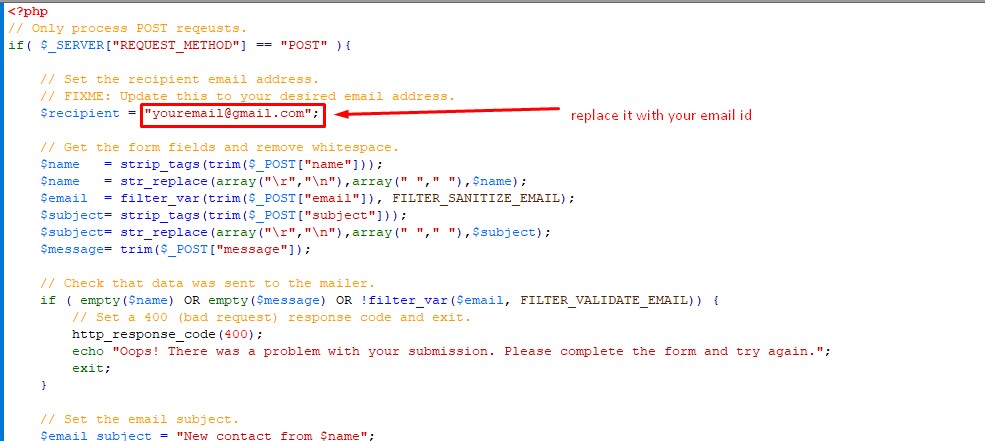 <?php
// Only process POST reqeusts.
if( $_SERVER["REQUEST_METHOD"] == "POST" ){
// Set the recipient email address.
// FIXME: Update this to your desired email address.
$recipient = "youremail@gmail.com"; replace it with your email id
// Get the form fields and remove whitespace.
$name   = strip_tags(trim($_POST["name"]));
$name   = str_replace(array("\r","\n"),array(" "," "),$name);
$email  = filter_var(trim($_POST["email"]), FILTER_SANITIZE_EMAIL);
$subject= strip_tags(trim($_POST["subject"]));
$subject= str_replace(array("\r","\n"),array(" "," "),$subject);
$message= trim($_POST["message"]);
// Check that data was sent to the mailer.
if ( empty($name) OR empty($message) OR !filter_var($email, FILTER_VALIDATE_EMAIL)) {
// Set a 400 (bad request) response code and exit.
http_response_code(400);
echo "Oops! There was a problem with your submission. Please complete the form and try again.";
exit;
}
// Set the email subject.
$email_subject = "New contact from $name";